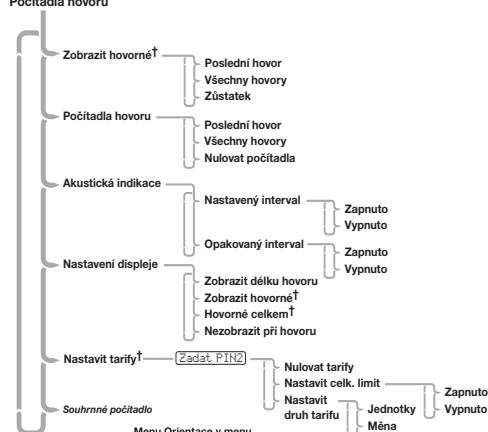 Počitadla hovoru
Zobrazit hovorné†
Poslední hovor
Všechny hovory
Zůstatek
Počítadla hovoru
Poslední hovor
Všechny hovory
Nulovat počítadla
Akustická indikace
Nastavený interval
Zapnuto
Vypnuto
Opakovaný interval
Zapnuto
Vypnuto
Nastavení displeje
Zobrazit délku hovoru
Zobrazit hovorné†
Hovorné celkem†
Nezobrazit při hovoru
Nastavit tarify†
Zadat PIN2
Nulovat tarify
Nastavit celk. limit
Zapnuto
Vypnuto
Nastavit
druh tarifu
Jednotky
Měna
Souhrnné počítadlo
Menu Orientace v menu